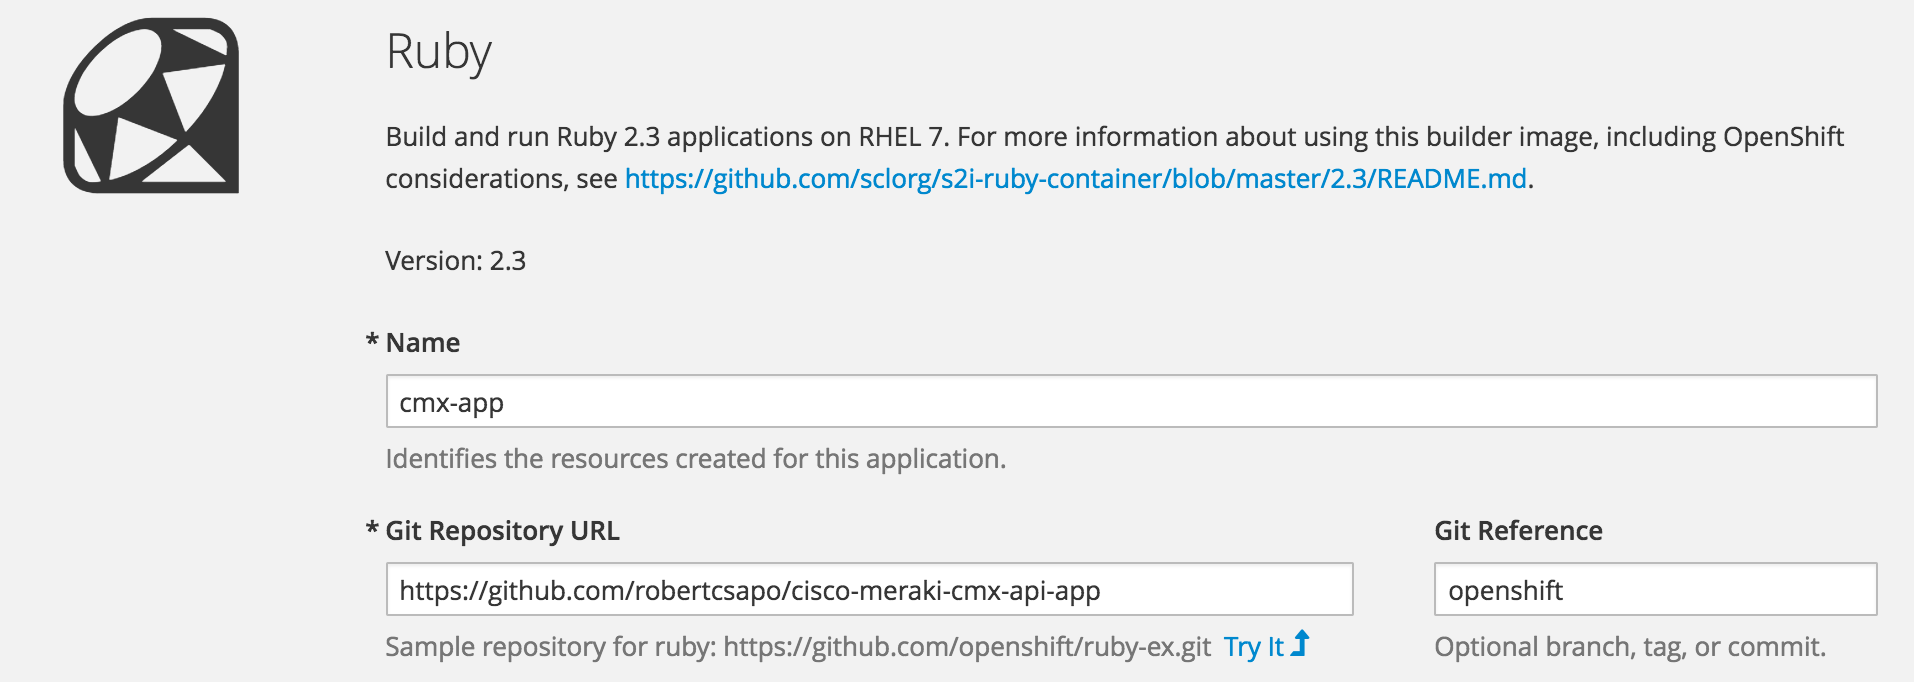 Ruby
Build and run Ruby 2.3 applications on RHEL 7. For more information about using this builder image, including OpenShift
considerations, see https://github.com/sclorg/s2i-ruby-container/blob/master/2.3/README.md.
Version: 2.3
* Name
cmx-app
Identifies the resources created for this application.
* Git Repository URL
https://github.com/robertcsapo/cisco-meraki-cmx-api-app
Sample repository for ruby: https://github.com/openshift/ruby-ex.git Try It
Git Reference
openshift
Optional branch, tag, or commit.